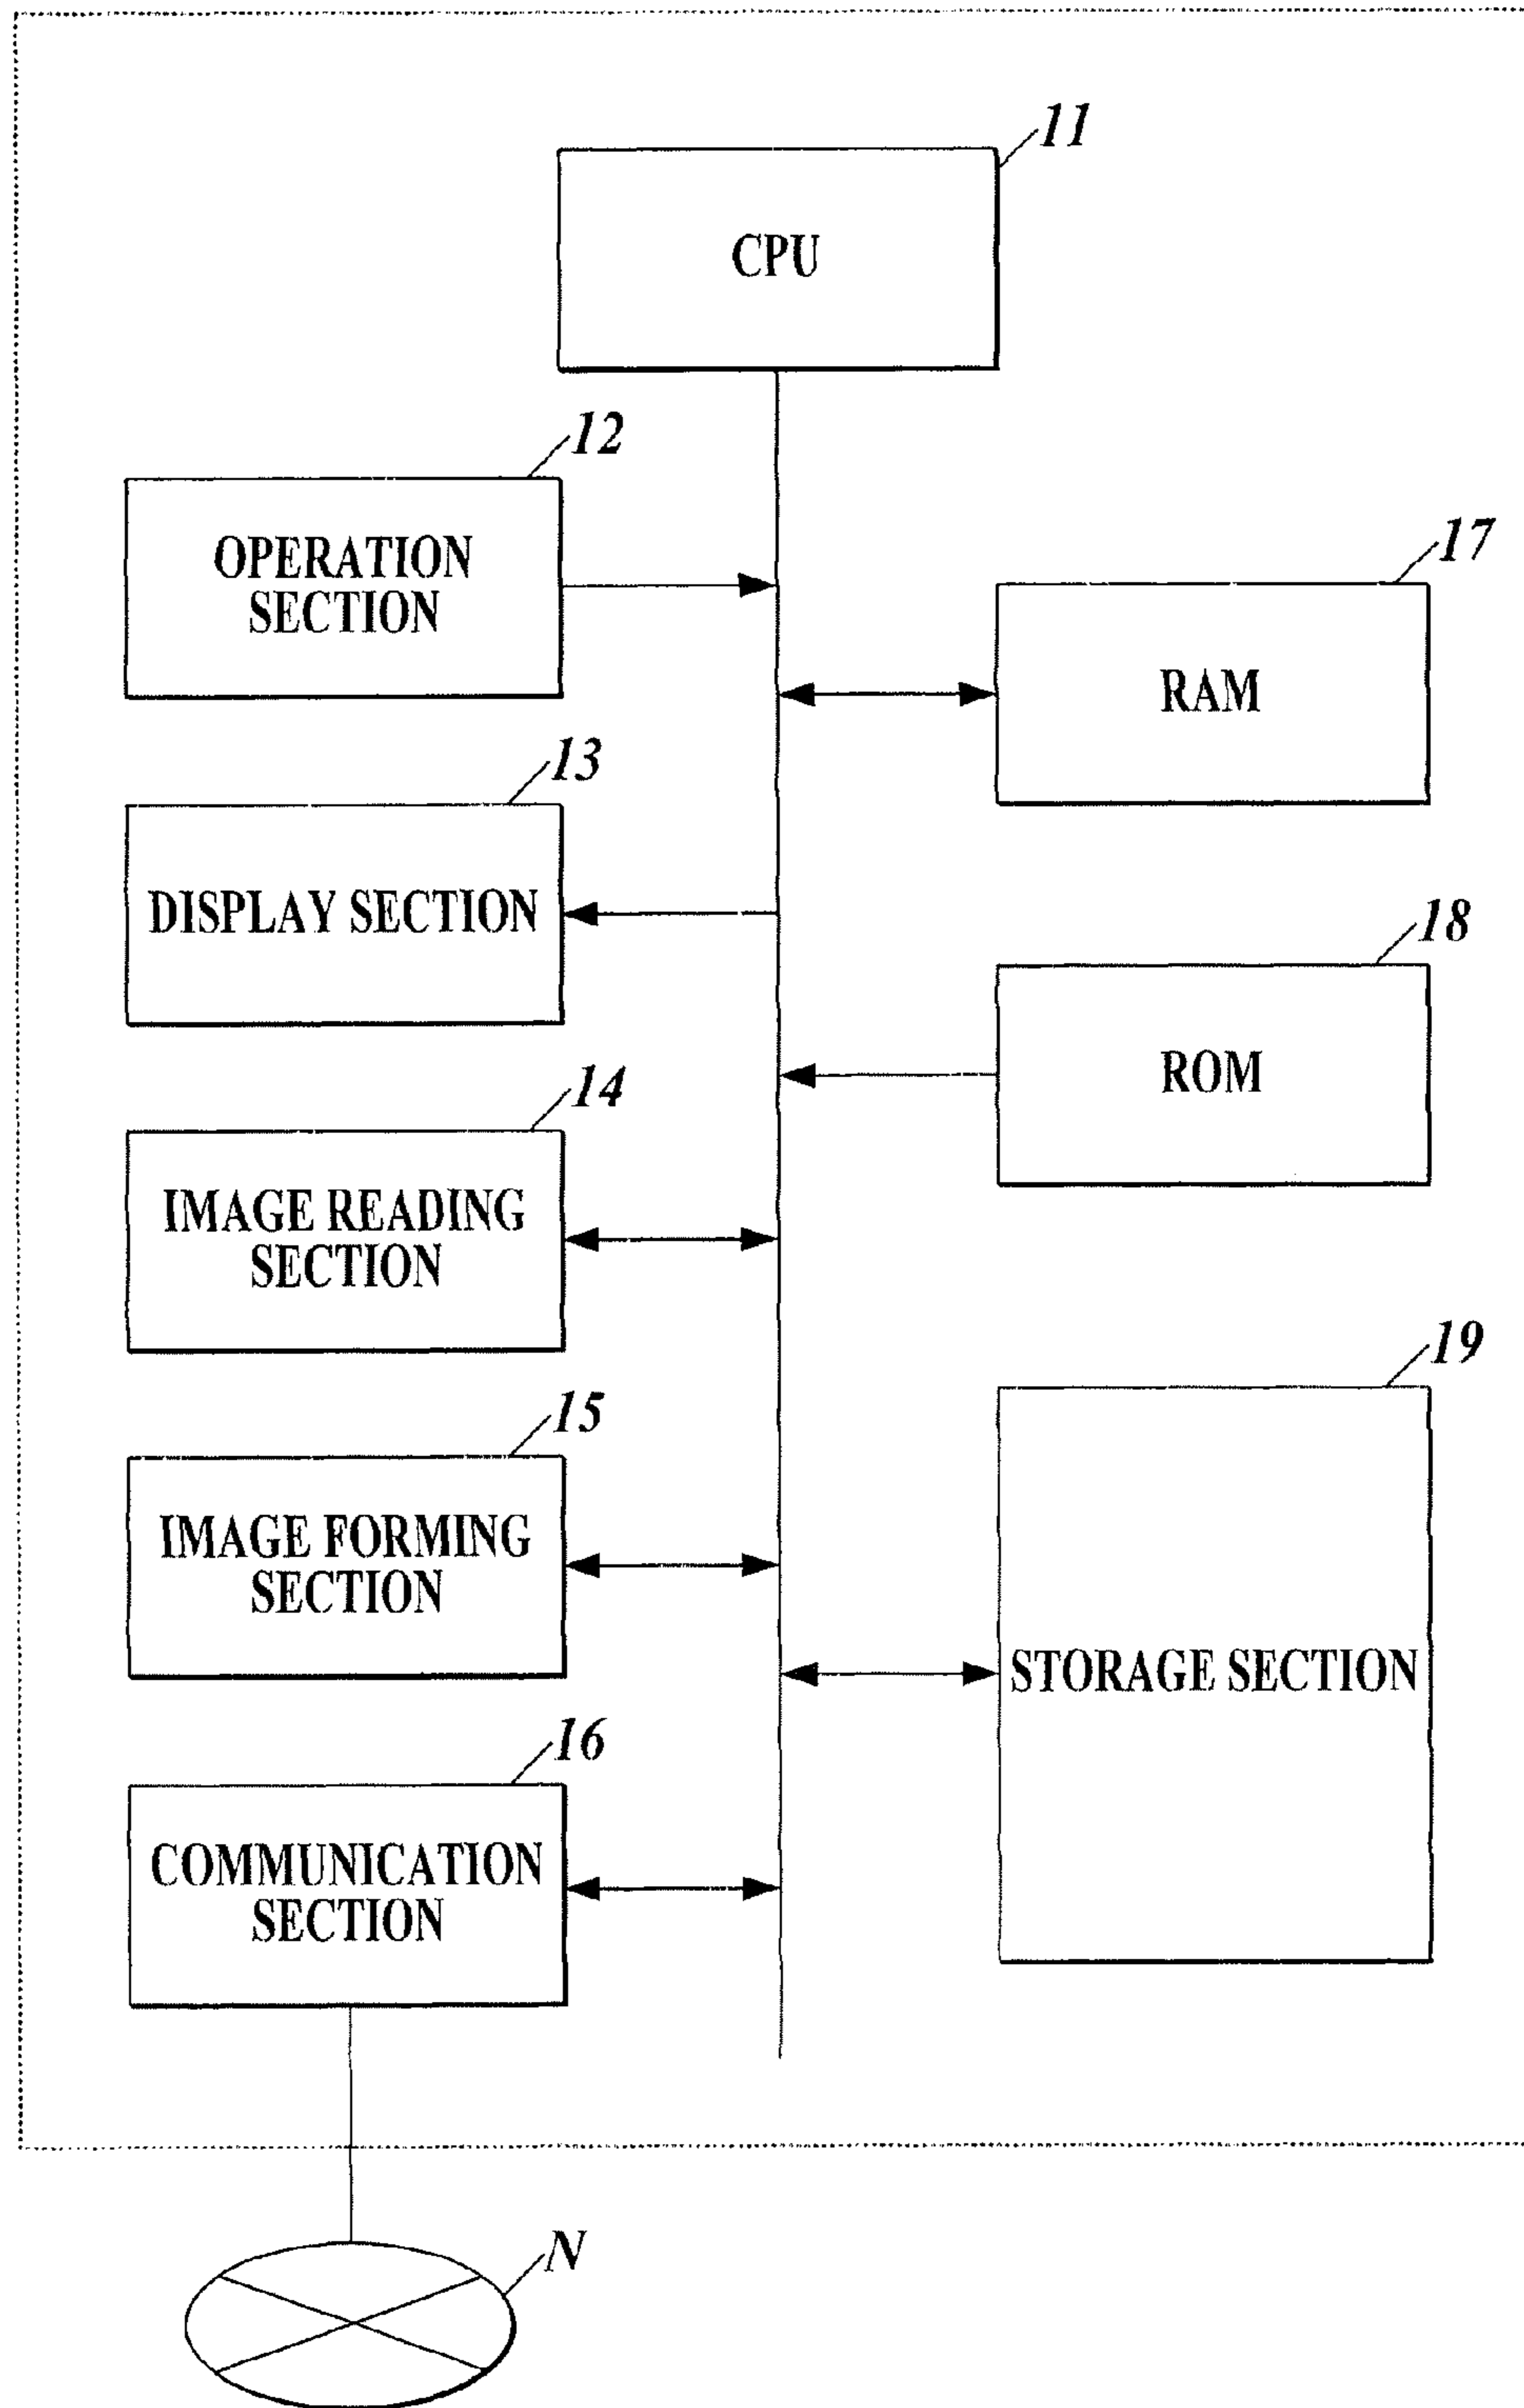 11
CPU
12
OPERATION
SECTION
17
RAM
13
DISPLAY SECTION
18
ROM
14
IMAGE READING
SECTION
19
STORAGE SECTION
15
IMAGE FORMING
SECTION
16
COMMUNICATION
SECTION
N